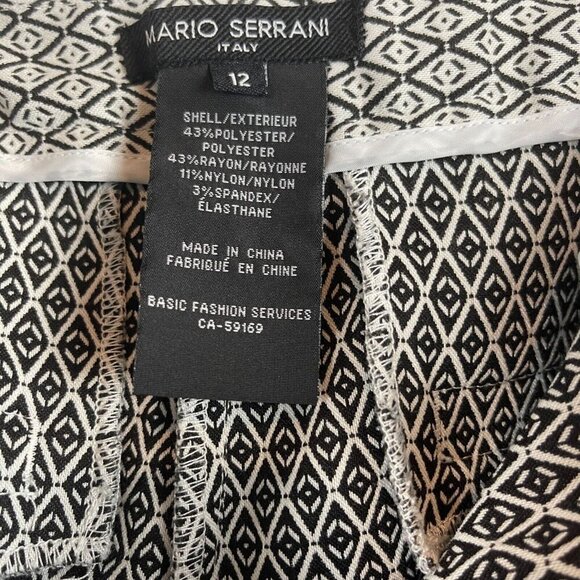 MARIO SERRANI
ITALY
12
SHELL/EXTERIEUR
43%POLYESTER/
POLYESTER
43%RAYON/RAYONNE
11%NYLON/NYLON
3%SPANDEX/
ÉLASTHANE
MADE IN CHINA
FABRIQUÉ EN CHINE
BASIC FASHION SERVICES
CA-59169